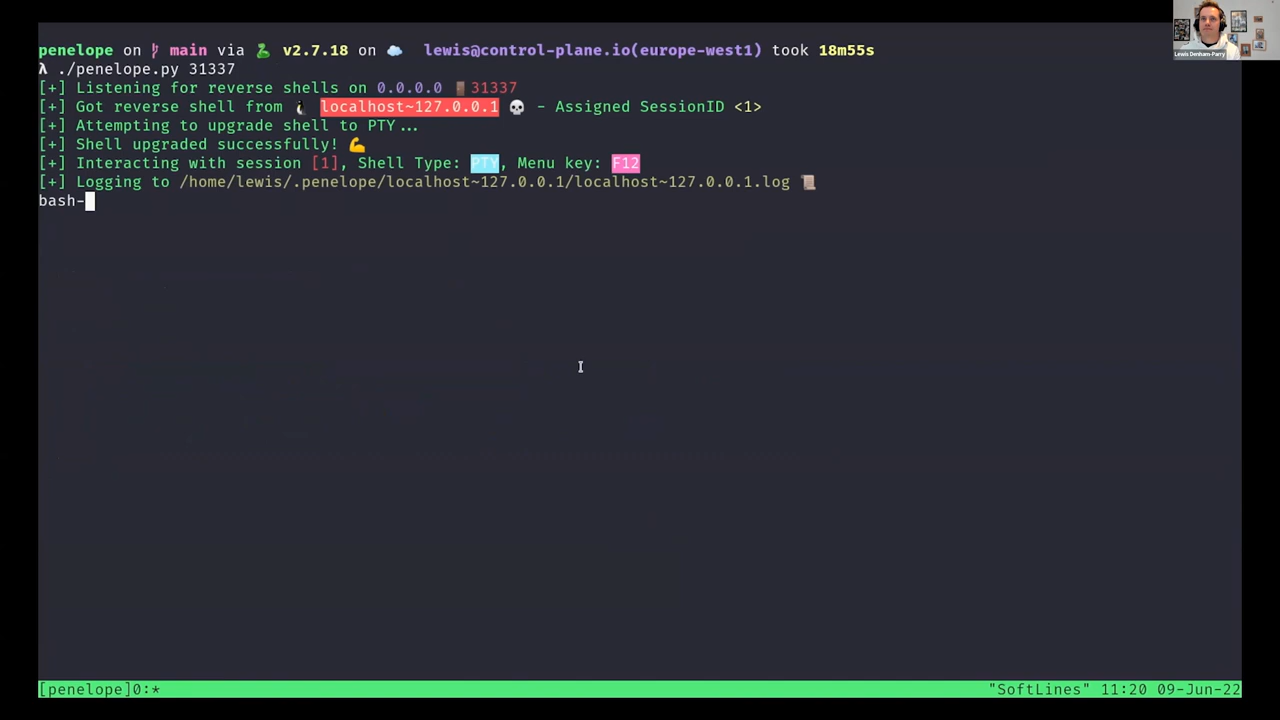 penelope on main via v2.7.18 on lewis@control-plane.io(europe-west1) took 18m55s
λ ./penelope.py 31337
[+] Listening for reverse shells on 0.0.0.0 🚪31337
[+] Got reverse shell from 🐧 localhost~127.0.0.1 💀 - Assigned SessionID <1>
[+] Attempting to upgrade shell to PTY...
[+] Shell upgraded successfully! 💪
[+] Interacting with session [1], Shell Type: PTY, Menu key: F12
[+] Logging to /home/lewis/.penelope/localhost~127.0.0.1/localhost~127.0.0.1.log 📜
bash-
[penelope]0:* "SoftLines" 11:20 09-Jun-22
Lewis Denham-Parry